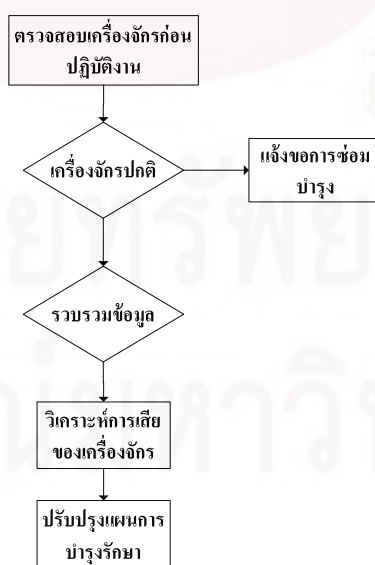 ตรวจสอบเครื่องจักรก่อน
ปฏิบัติงาน
เครื่องจักรปกติ
แจ้งขอการซ่อม
บำรุง
รวบรวมข้อมูล
วิเคราะห์การเสีย
ของเครื่องจักร
ปรับปรุงแผนการ
บำรุงรักษา